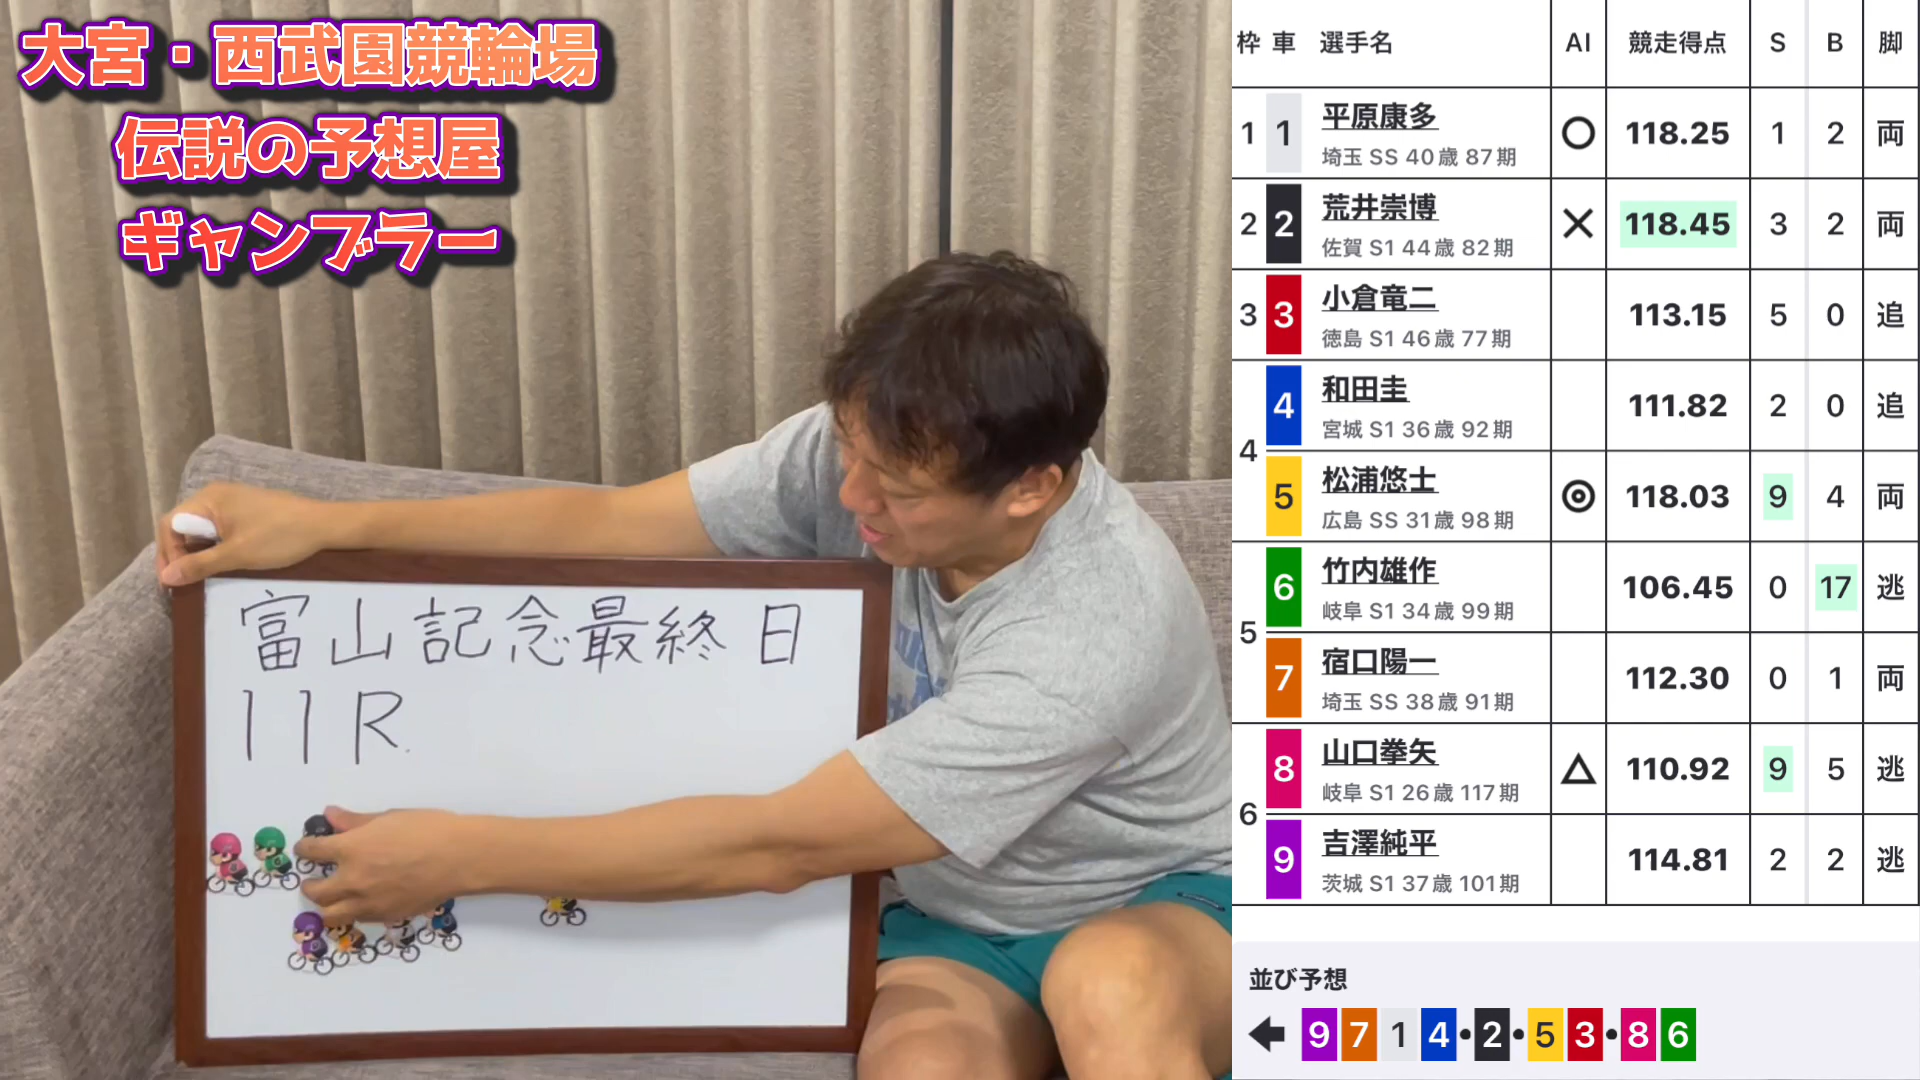 大宮・西武園競輪場
伝説の予想屋
ギャンブラー
富山記念最終日
11R
枠 車 選手名 AI 競走得点 S B 脚
1 1 平原康多 ○ 118.25 1 2 両
埼玉 SS 40歳 87期
2 2 荒井崇博 × 118.45 3 2 両
佐賀 S1 44歳 82期
3 3 小倉竜二 113.15 5 0 追
徳島 S1 46歳 77期
4 和田圭 111.82 2 0 追
宮城 S1 36歳 92期
4
5 松浦悠士 ◎ 118.03 9 4 両
広島 SS 31歳 98期
6 竹内雄作 106.45 0 17 逃
岐阜 S1 34歳 99期
5
7 宿口陽一 112.30 0 1 両
埼玉 SS 38歳 91期
8 山口拳矢 △ 110.92 9 5 逃
岐阜 S1 26歳 117期
6
9 吉澤純平 114.81 2 2 逃
茨城 S1 37歳 101期
並び予想
← 9 7 1 4・2・5 3・8 6